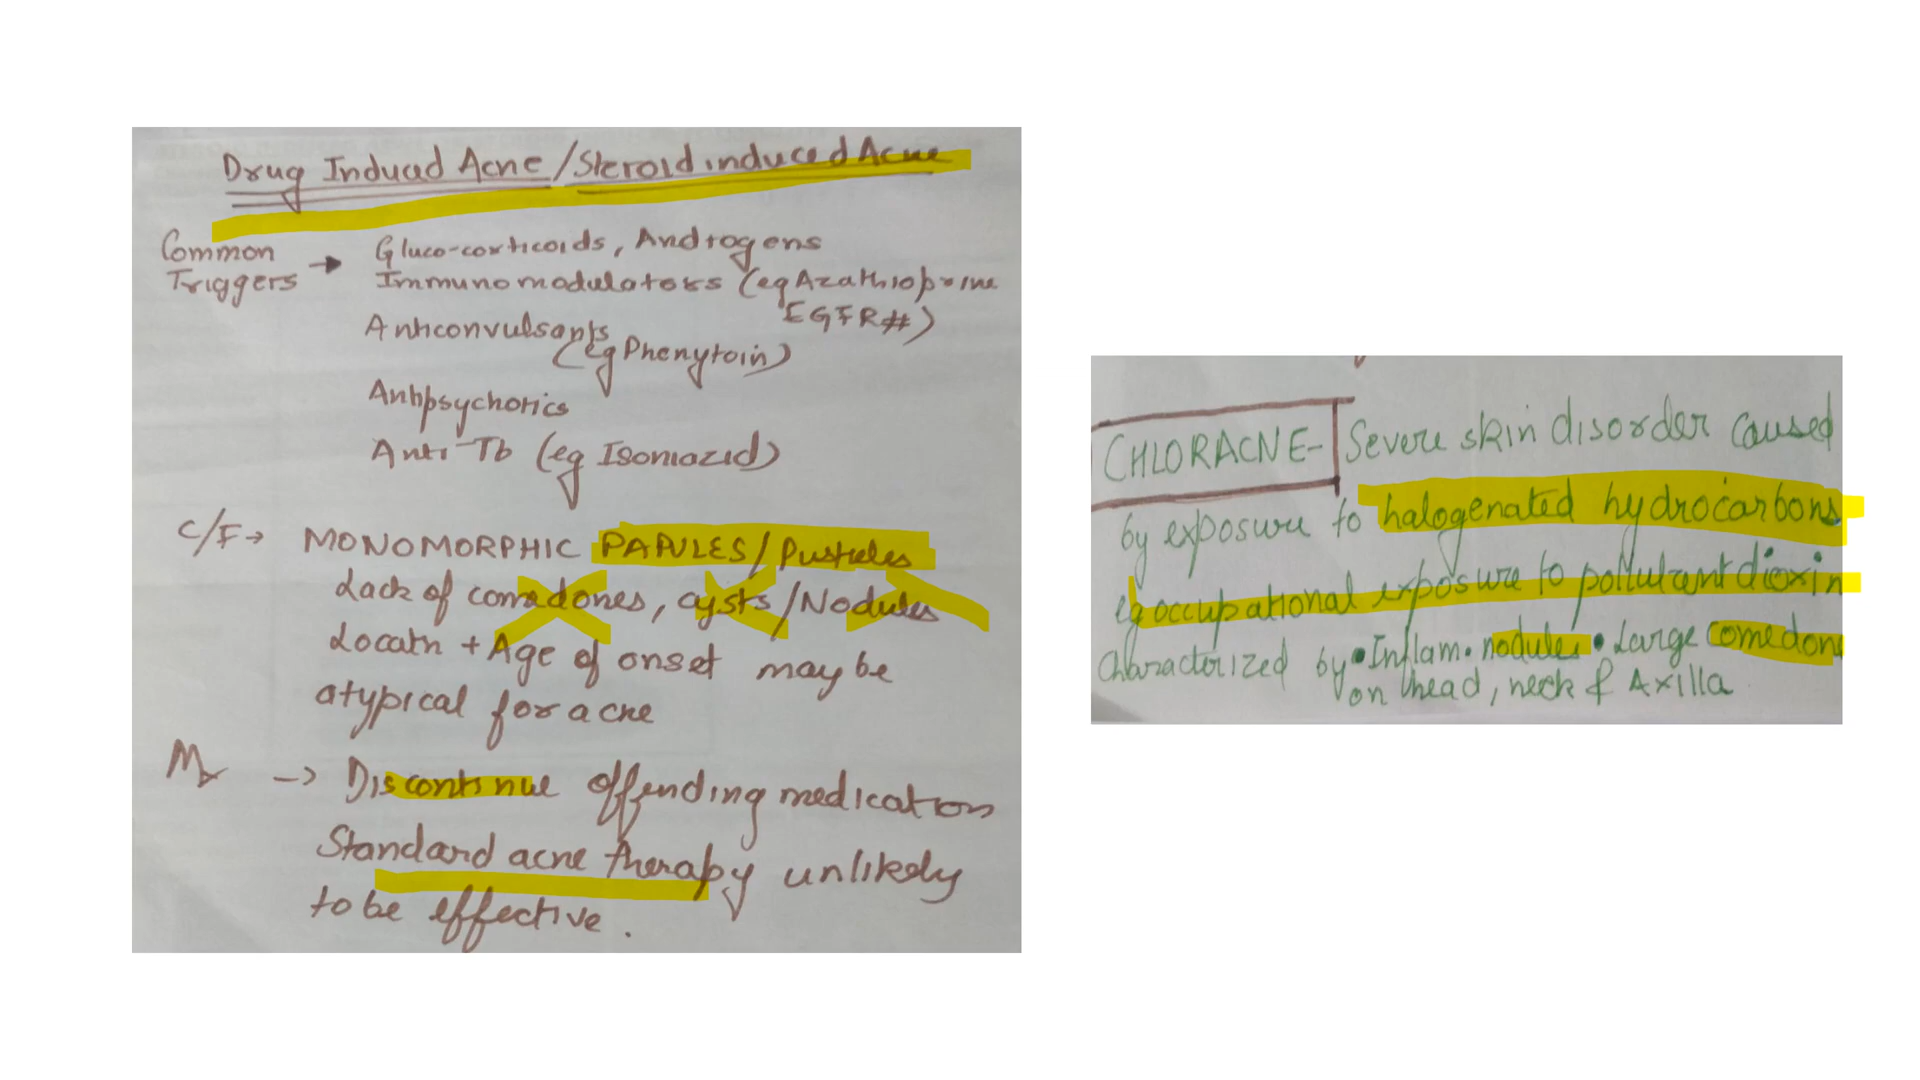 Drug Induced Acne/Steroid induced Acne
Common Triggers → Gluco-corticoids, Androgens
Immunomodulators (eg Azathioprine
EGFR#)
Anticonvulsants
(eg Phenytoin)
Antipsychotics
Anti-Tb (eg Isoniazid)
C/F → MONOMORPHIC PAPULES/Pustules
Lack of comedones, cysts/Nodules
Locatn + Age of onset may be
atypical for acne
Mx → Discontinue offending medication
Standard acne therapy unlikely
to be effective.
CHLORACNE- Severe skin disorder caused
by exposure to halogenated hydrocarbons
eg occupational exposure to pollutant dioxin
Characterized by • Inflam. nodules • Large comedone
on head, neck & Axilla